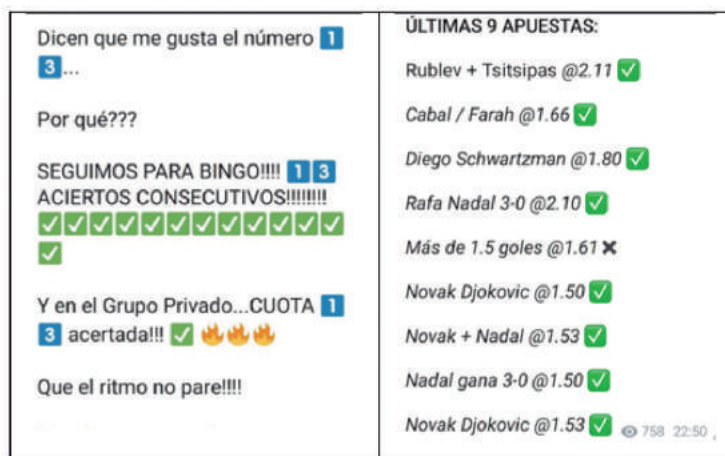 Dicen que me gusta el número 1️⃣
3️⃣...
Por qué???
SEGUIMOS PARA BINGO!!!! 1️⃣3️⃣
ACIERTOS CONSECUTIVOS!!!!!!!!
✅✅✅✅✅✅✅✅✅✅✅✅
✅
Y en el Grupo Privado...CUOTA 1️⃣
3️⃣ acertada!!! ✅ 🔥🔥🔥
Que el ritmo no pare!!!!
ÚLTIMAS 9 APUESTAS:
Rublev + Tsitsipas @2.11 ✅
Cabal / Farah @1.66 ✅
Diego Schwartzman @1.80 ✅
Rafa Nadal 3-0 @2.10 ✅
Más de 1.5 goles @1.61 ✖
Novak Djokovic @1.50 ✅
Novak + Nadal @1.53 ✅
Nadal gana 3-0 @1.50 ✅
Novak Djokovic @1.53 ✅ 758 22:50